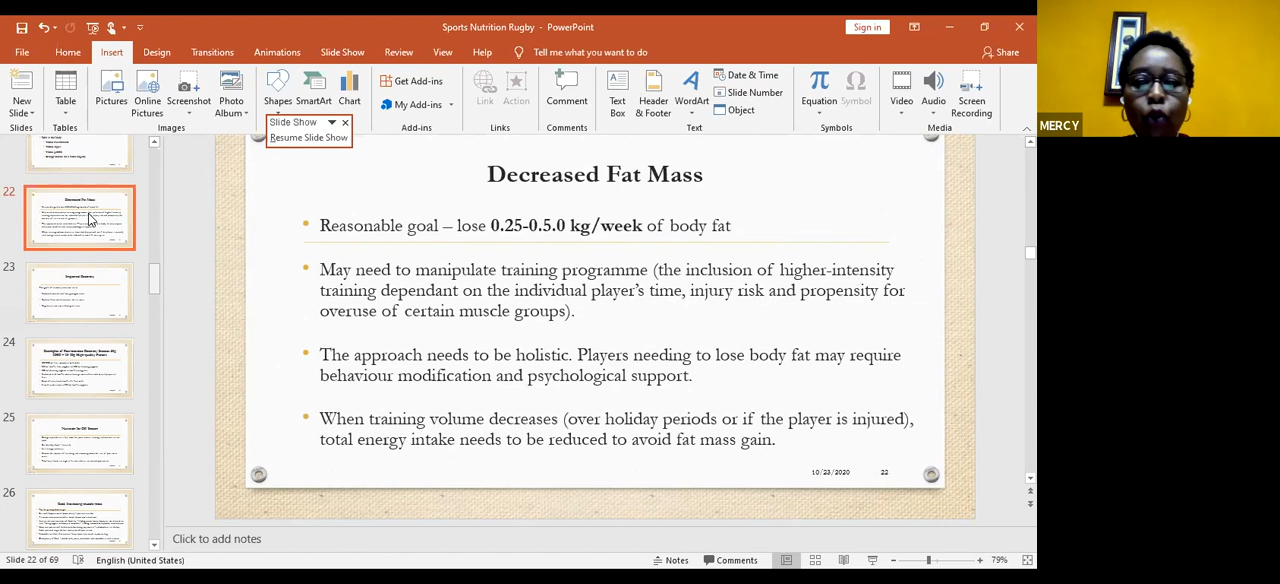 Sports Nutrition Rugby - PowerPoint
Sign in
File Home Insert Design Transitions Animations Slide Show Review View Help Tell me what you want to do
Share
New Slide
Slides
Table
Tables
Pictures
Online Pictures
Screenshot
Photo Album
Images
Shapes
SmartArt
Chart
Get Add-ins
My Add-ins
Add-ins
Link
Action
Links
Comment
Comments
Text Box
Header & Footer
WordArt
Date & Time
Slide Number
Object
Text
Equation
Symbol
Symbols
Video
Audio
Screen Recording
Media
Slide Show
Resume Slide Show
MERCY
22
Decreased Fat Mass
23
24
25
26
Decreased Fat Mass
• Reasonable goal – lose 0.25-0.5.0 kg/week of body fat
• May need to manipulate training programme (the inclusion of higher-intensity
training dependant on the individual player's time, injury risk and propensity for
overuse of certain muscle groups).
• The approach needs to be holistic. Players needing to lose body fat may require
behaviour modification and psychological support.
• When training volume decreases (over holiday periods or if the player is injured),
total energy intake needs to be reduced to avoid fat mass gain.
10/23/2020 22
Click to add notes
Slide 22 of 69 English (United States) Notes Comments 79%